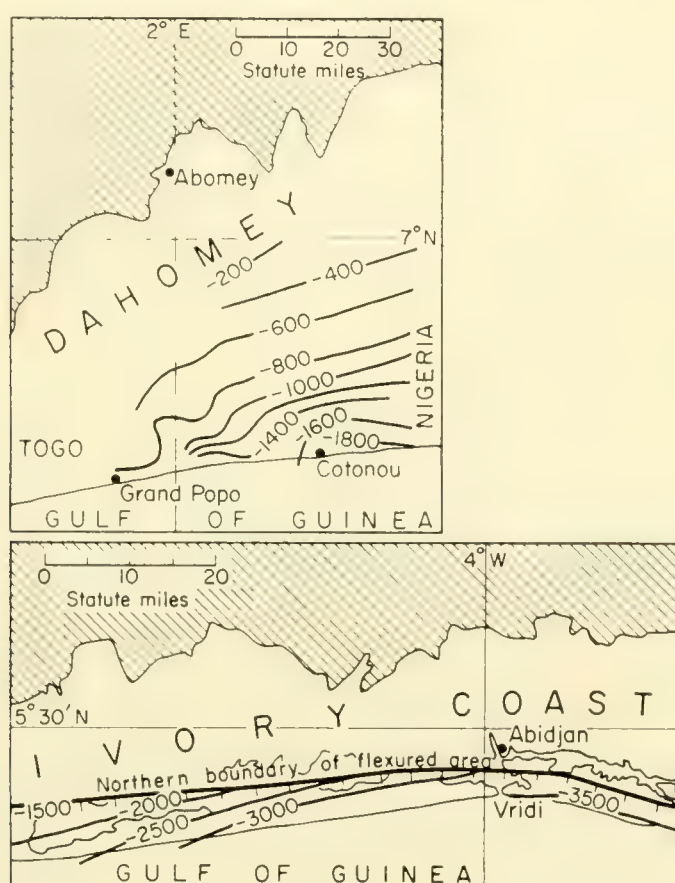 2° E
0 10 20 30
Statute miles
Abomey
7° N
DAHOMEY
-200
-400
-600
-800
-1000
-1400
-1600
-1800
NIGERIA
TOGO
Cotonou
Grand Popo
GULF OF GUINEA
4° W
0 10 20
Statute miles
5° 30' N
IVORY COAST
Abidjan
Northern boundary of flexured area
-1500
-2000
-2500
-3000
-3500
Vridi
GULF OF GUINEA